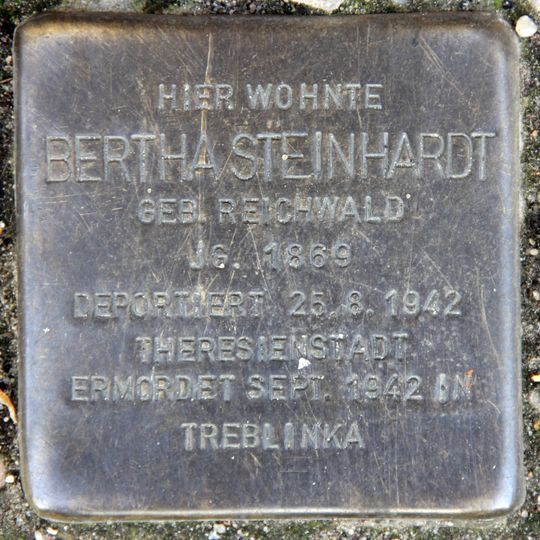 HIER WOHNTE
BERTHA STEINHARDT
GEB. REICHWALD
JG. 1869
DEPORTIERT 25.8.1942
THERESIENSTADT
ERMORDET SEPT. 1942 IN
TREBLINKA